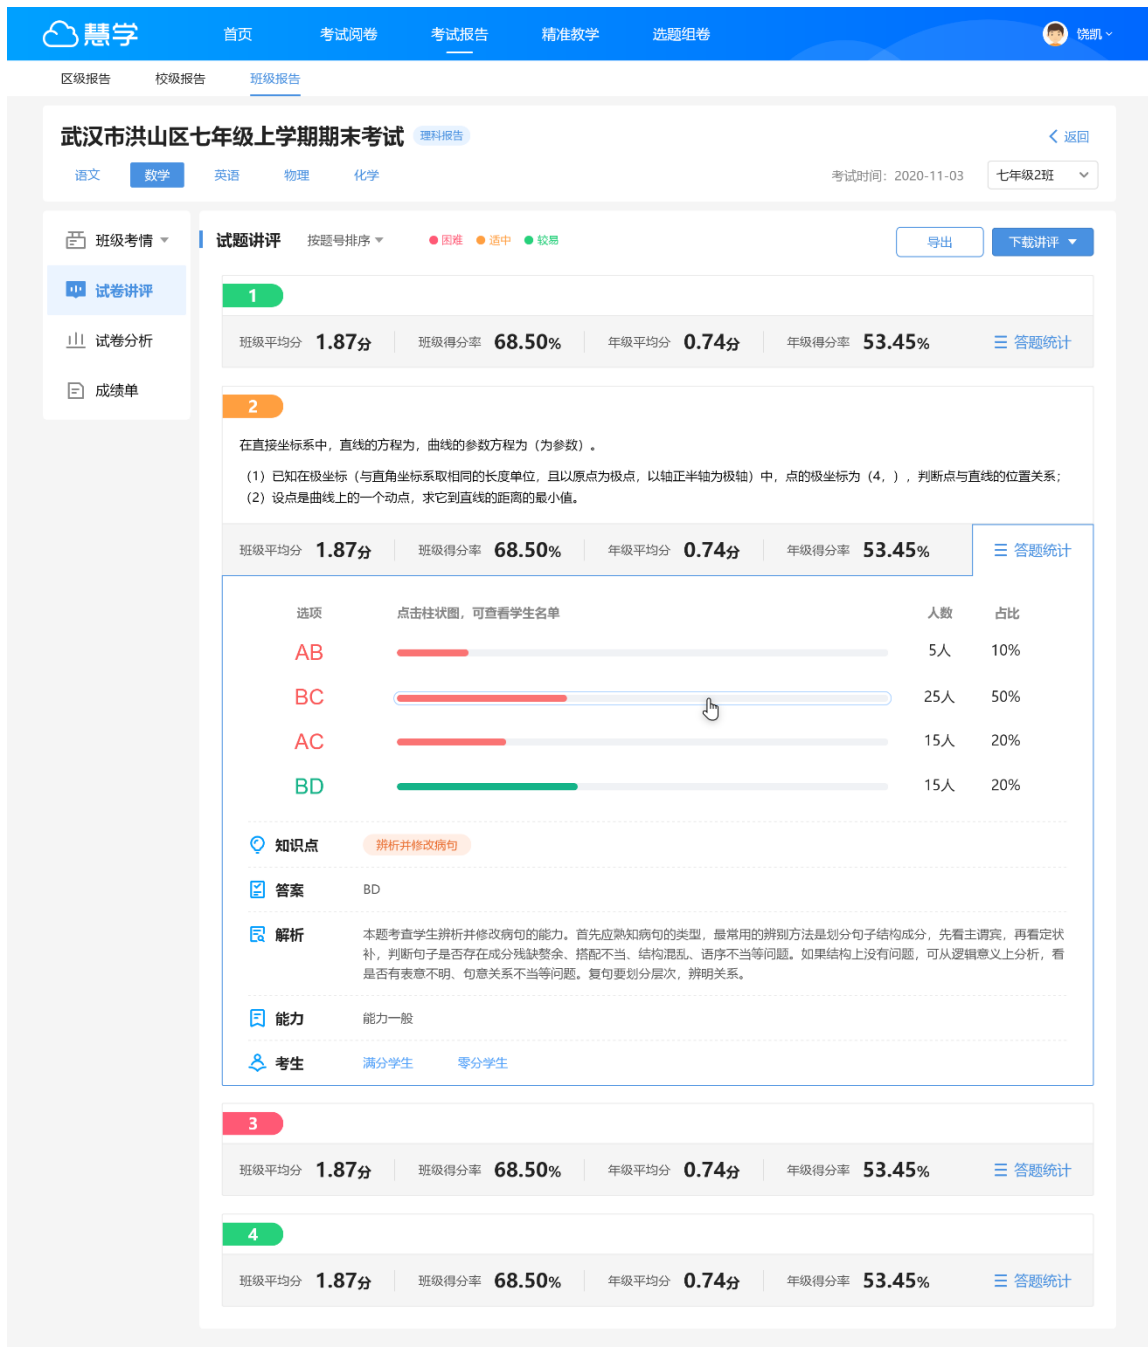 慧学 首页 考试阅卷 考试报告 精准教学 选题组卷 饶凯
区级报告 校级报告 班级报告
武汉市洪山区七年级上学期期末考试 理科报告 返回
语文 数学 英语 物理 化学 考试时间：2020-11-03 七年级2班
班级考情
试卷讲评
试卷分析
成绩单
试题讲评 按题号排序 困难 适中 较易 导出 下载讲评
1
班级平均分 1.87分 班级得分率 68.50% 年级平均分 0.74分 年级得分率 53.45% 答题统计
2
在直接坐标系中，直线的方程为，曲线的参数方程为（为参数）。
（1）已知在极坐标（与直角坐标系取相同的长度单位，且以原点为极点，以轴正半轴为极轴）中，点的极坐标为（4，），判断点与直线的位置关系；
（2）设点是曲线上的一个动点，求它到直线的距离的最小值。
班级平均分 1.87分 班级得分率 68.50% 年级平均分 0.74分 年级得分率 53.45% 答题统计
选项 点击柱状图，可查看学生名单 人数 占比
AB 5人 10%
BC 25人 50%
AC 15人 20%
BD 15人 20%
知识点 辨析并修改病句
答案 BD
解析 本题考查学生辨析并修改病句的能力。首先应熟知病句的类型，最常用的辨别方法是划分句子结构成分，先看主谓宾，再看定状
补，判断句子是否存在成分残缺赘余、搭配不当、结构混乱、语序不当等问题。如果结构上没有问题，可从逻辑意义上分析，看
是否有表意不明、句意关系不当等问题。复句要划分层次，辨明关系。
能力 能力一般
考生 满分学生 零分学生
3
班级平均分 1.87分 班级得分率 68.50% 年级平均分 0.74分 年级得分率 53.45% 答题统计
4
班级平均分 1.87分 班级得分率 68.50% 年级平均分 0.74分 年级得分率 53.45% 答题统计